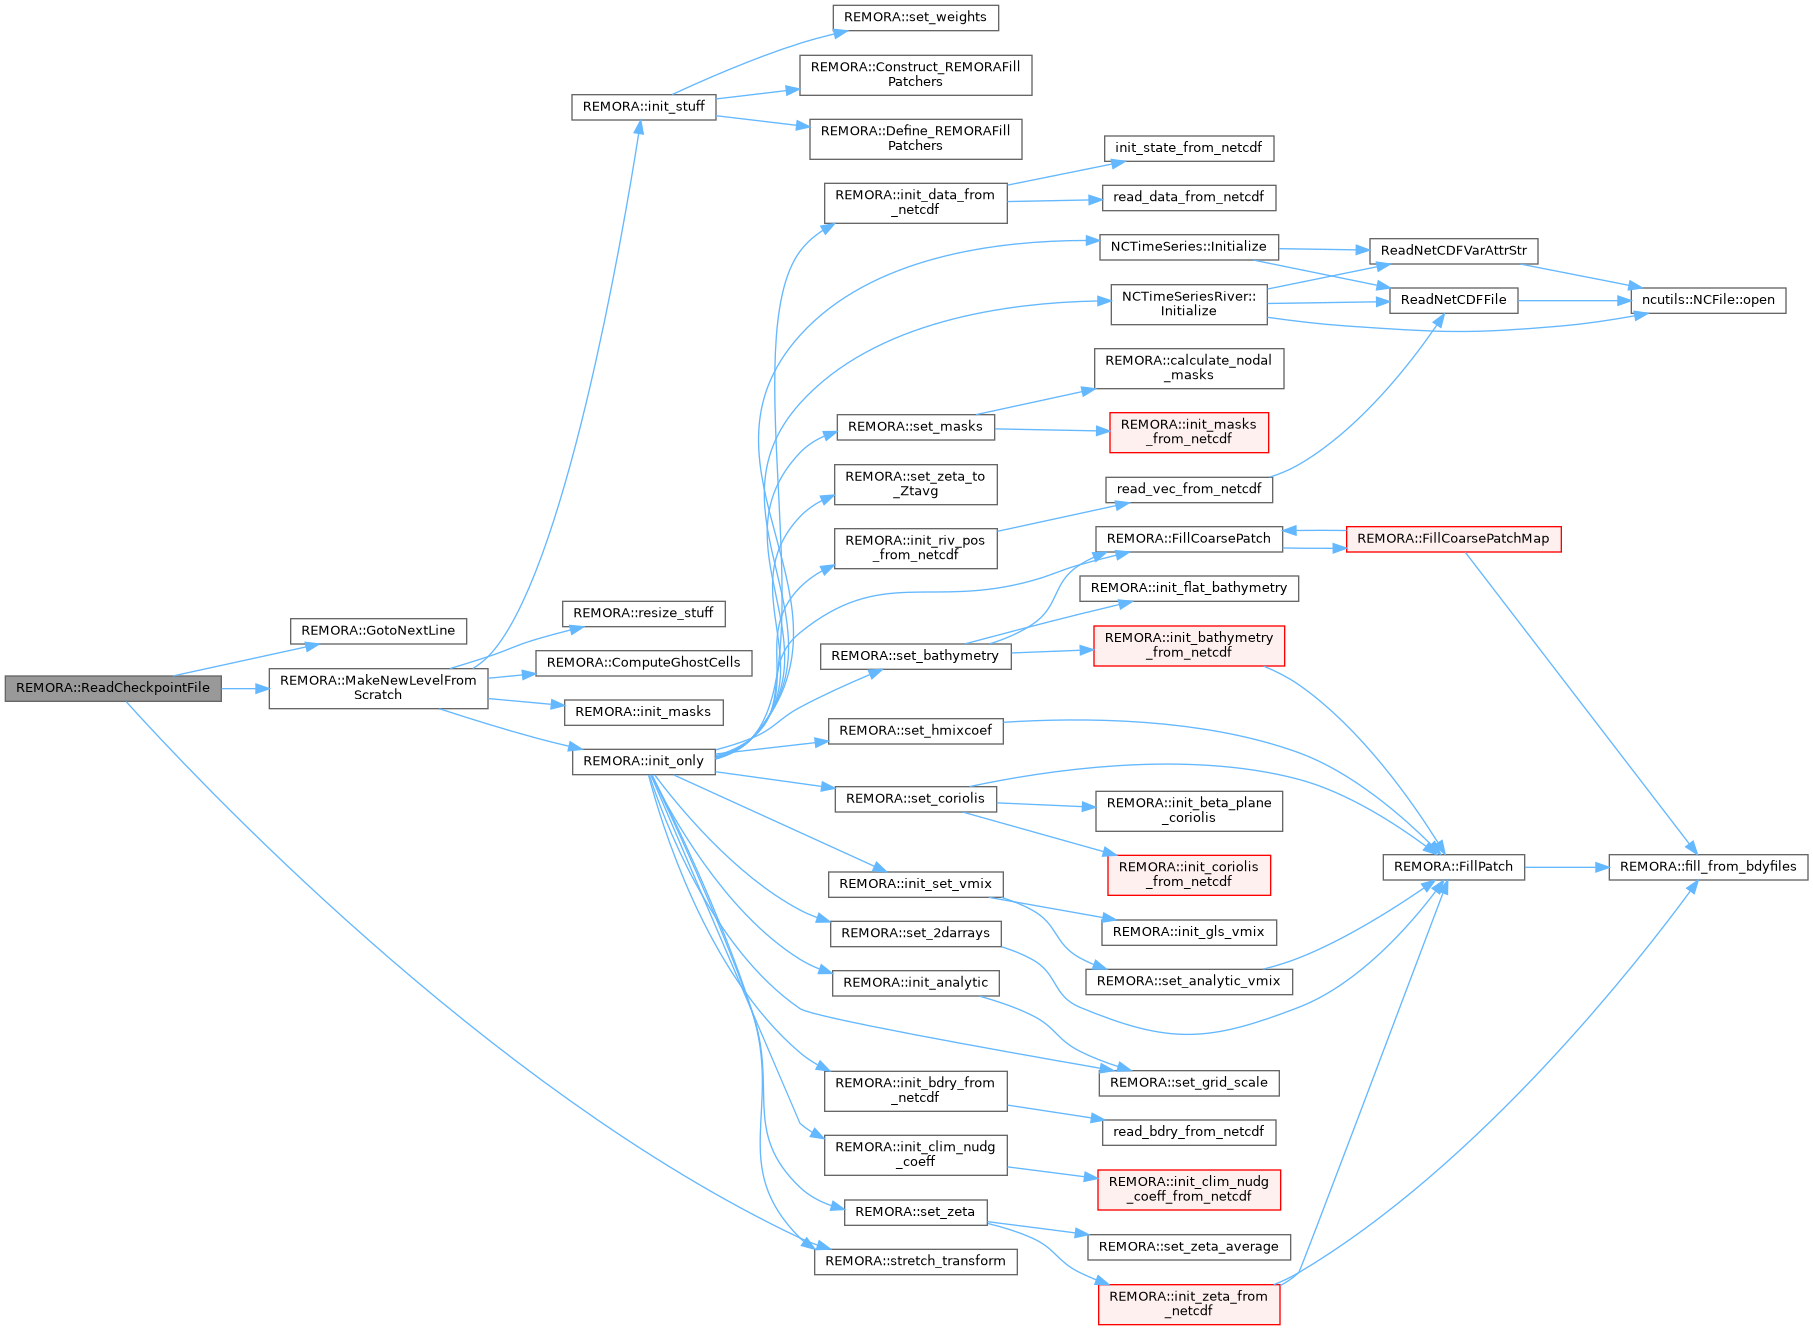 REMORA::set_weights
REMORA::Construct_REMORAFill
Patchers
REMORA::init_stuff
REMORA::Define_REMORAFill
Patchers
init_state_from_netcdf
REMORA::init_data_from
_netcdf
read_data_from_netcdf
NCTimeSeries::Initialize
ReadNetCDFVarAttrStr
NCTimeSeriesRiver::
Initialize
ReadNetCDFFile
ncutils::NCFile::open
REMORA::calculate_nodal
_masks
REMORA::set_masks
REMORA::init_masks
_from_netcdf
REMORA::set_zeta_to
_Ztavg
read_vec_from_netcdf
REMORA::init_riv_pos
_from_netcdf
REMORA::FillCoarsePatch
REMORA::FillCoarsePatchMap
REMORA::init_flat_bathymetry
REMORA::resize_stuff
REMORA::GotoNextLine
REMORA::set_bathymetry
REMORA::init_bathymetry
_from_netcdf
REMORA::ComputeGhostCells
REMORA::ReadCheckpointFile
REMORA::MakeNewLevelFrom
Scratch
REMORA::init_masks
REMORA::set_hmixcoef
REMORA::init_only
REMORA::set_coriolis
REMORA::init_beta_plane
_coriolis
REMORA::init_coriolis
_from_netcdf
REMORA::FillPatch
REMORA::fill_from_bdyfiles
REMORA::init_set_vmix
REMORA::init_gls_vmix
REMORA::set_2darrays
REMORA::set_analytic_vmix
REMORA::init_analytic
REMORA::set_grid_scale
REMORA::init_bdry_from
_netcdf
read_bdry_from_netcdf
REMORA::init_clim_nudg
_coeff
REMORA::init_clim_nudg
_coeff_from_netcdf
REMORA::set_zeta
REMORA::set_zeta_average
REMORA::stretch_transform
REMORA::init_zeta_from
_netcdf